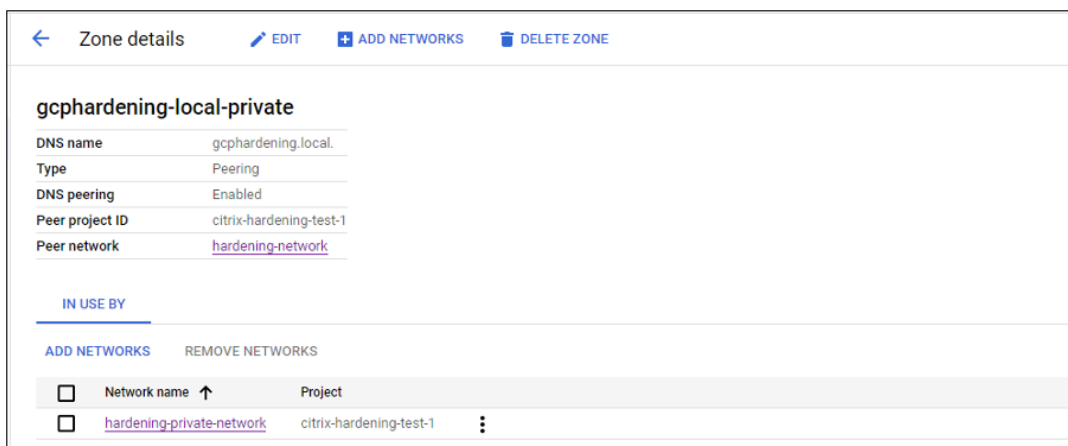 Zone details EDIT ADD NETWORKS DELETE ZONE
gcphardening-local-private
DNS name gcphardening.local.
Type Peering
DNS peering Enabled
Peer project ID citrix-hardening-test-1
Peer network hardening-network
IN USE BY
ADD NETWORKS REMOVE NETWORKS
Network name Project
hardening-private-network citrix-hardening-test-1